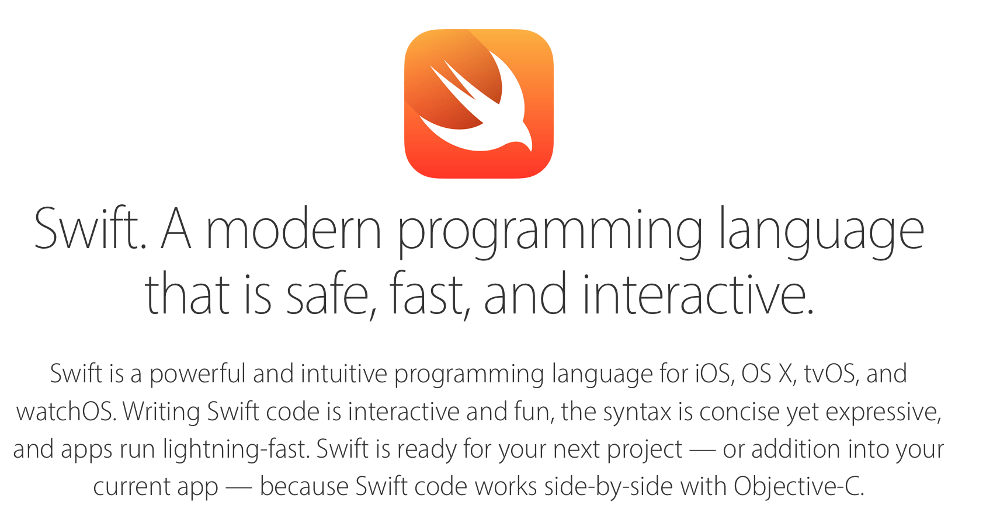 Swift. A modern programming language
that is safe, fast, and interactive.
Swift is a powerful and intuitive programming language for iOS, OS X, tvOS, and
watchOS. Writing Swift code is interactive and fun, the syntax is concise yet expressive,
and apps run lightning-fast. Swift is ready for your next project — or addition into your
current app — because Swift code works side-by-side with Objective-C.